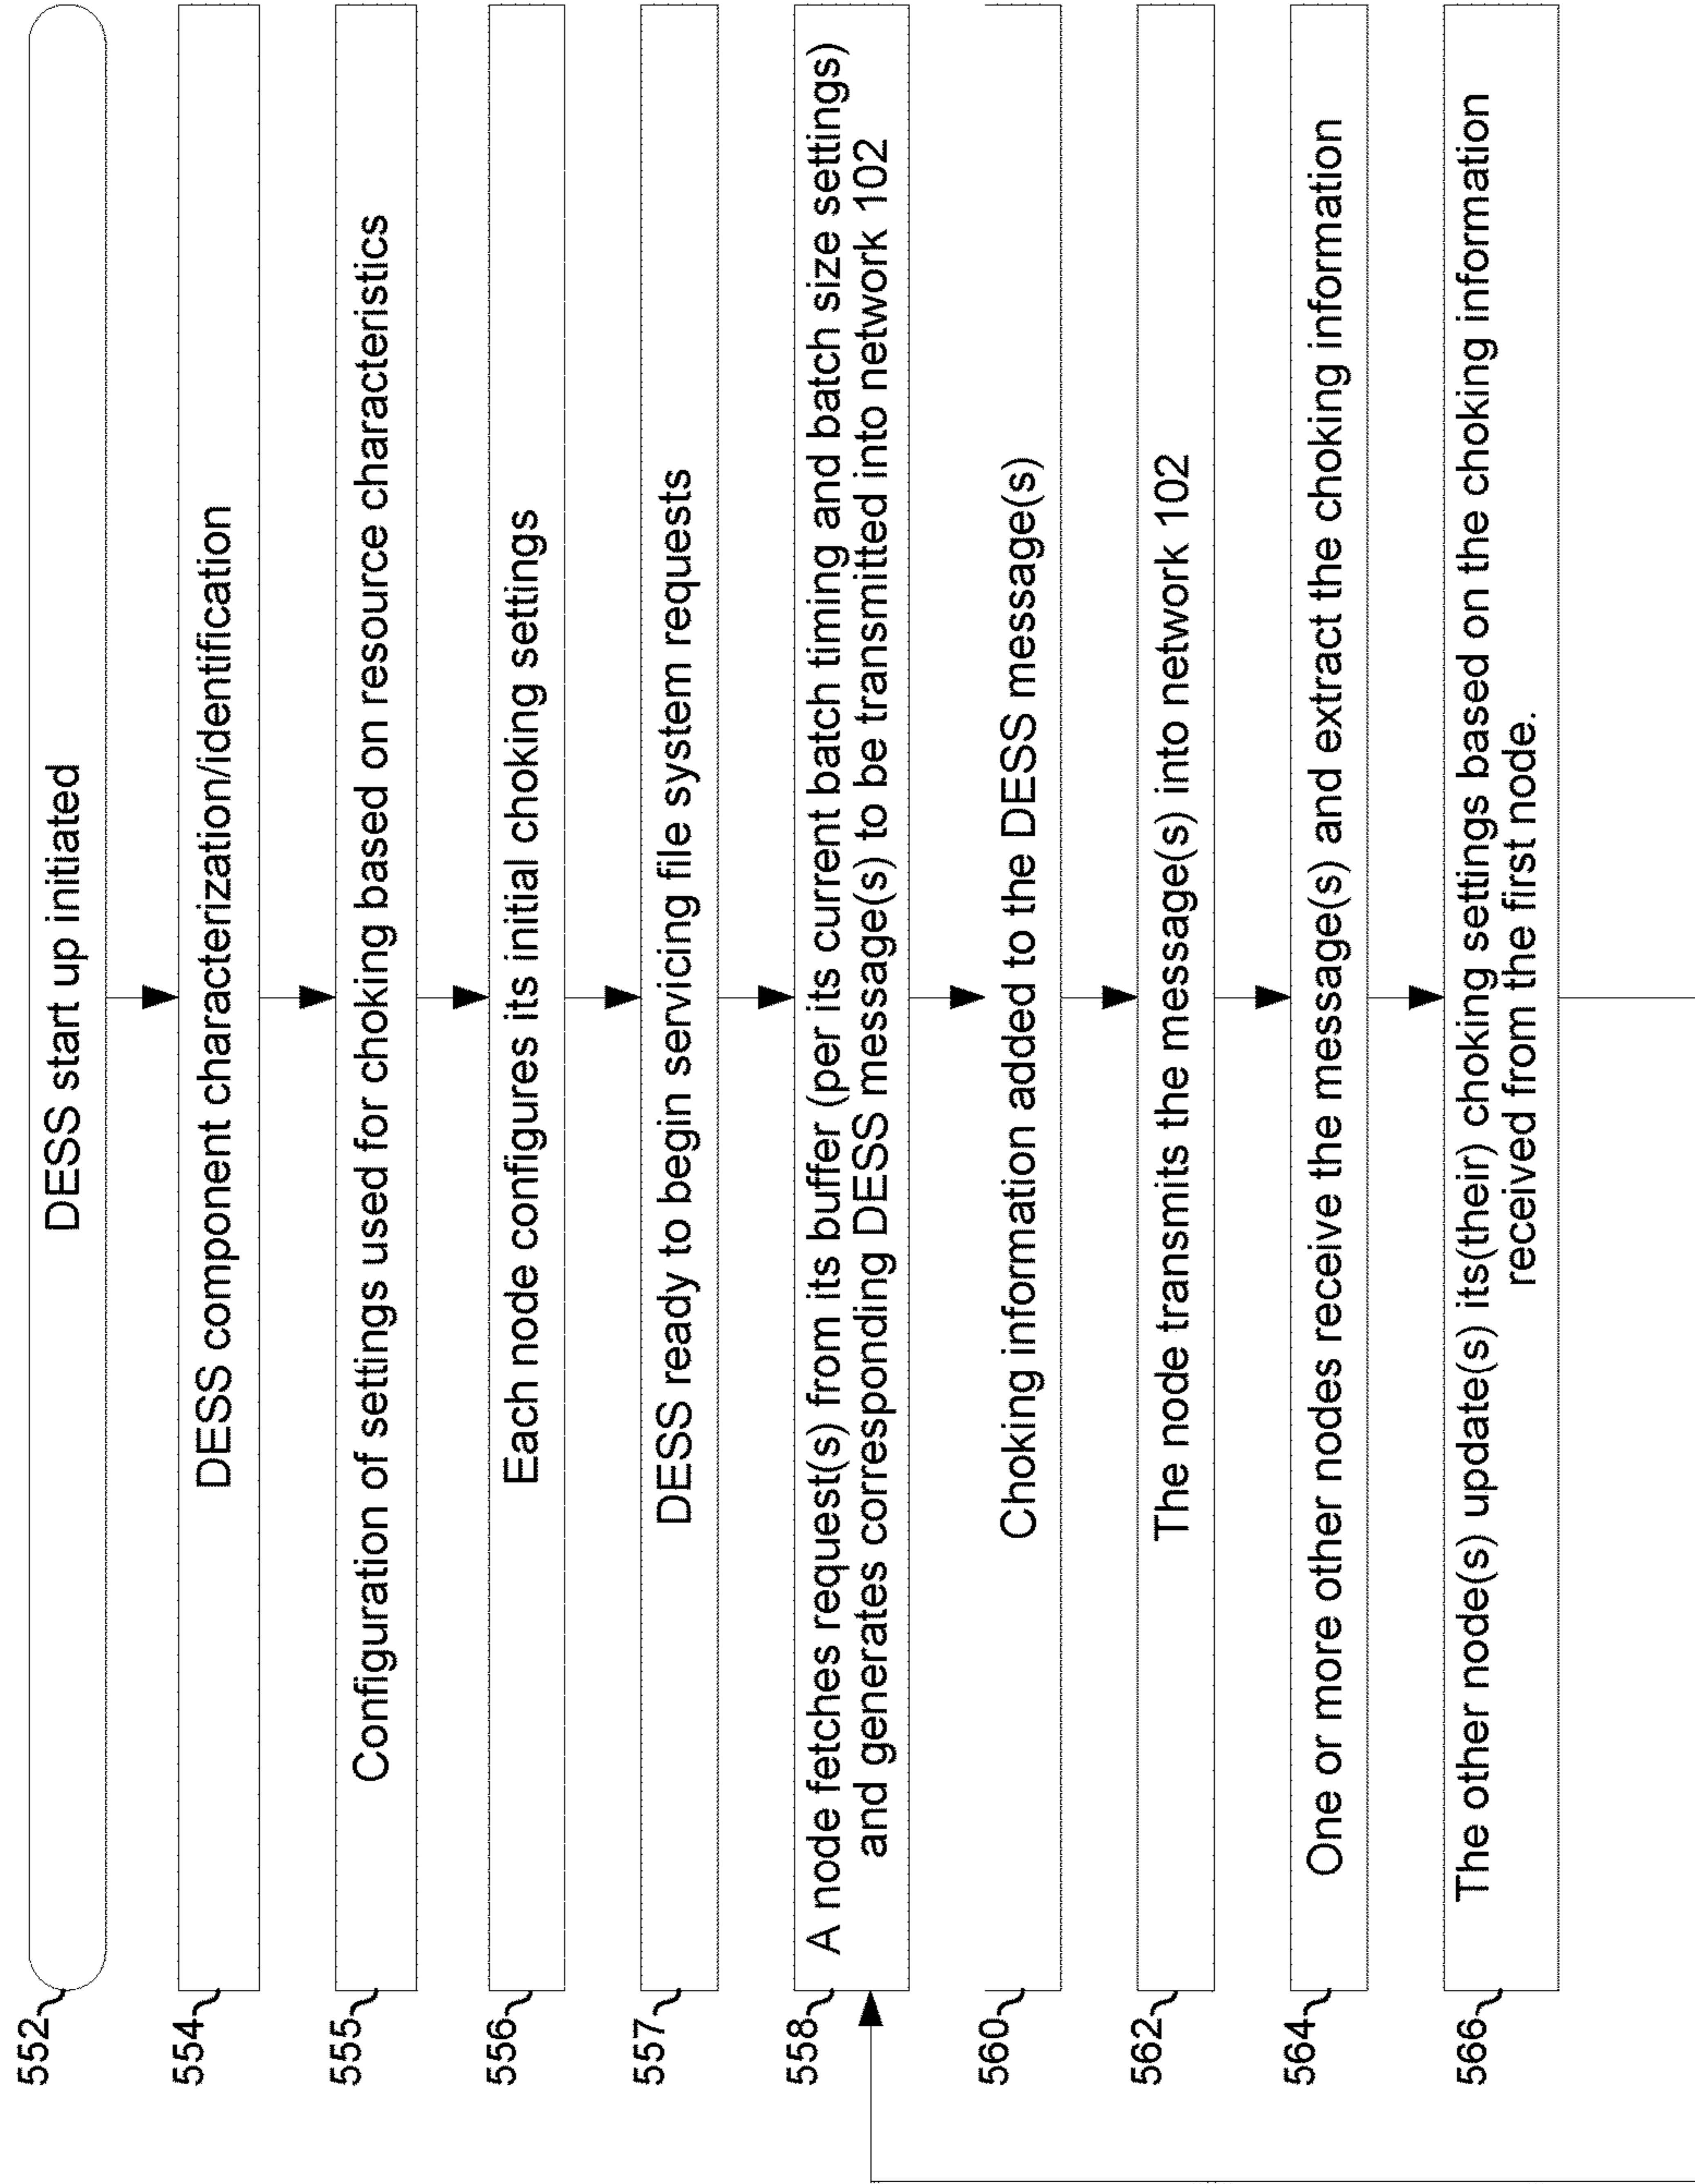 552
DESS start up initiated
554
DESS component characterization/identification
555
Configuration of settings used for choking based on resource characteristics
556
Each node configures its initial choking settings
557
DESS ready to begin servicing file system requests
558
A node fetches request(s) from its buffer (per its current batch timing and batch size settings)
and generates corresponding DESS message(s) to be transmitted into network 102
560
Choking information added to the DESS message(s)
562
The node transmits the message(s) into network 102
564
One or more other nodes receive the message(s) and extract the choking information
566
The other node(s) update(s) its(their) choking settings based on the choking information
received from the first node.